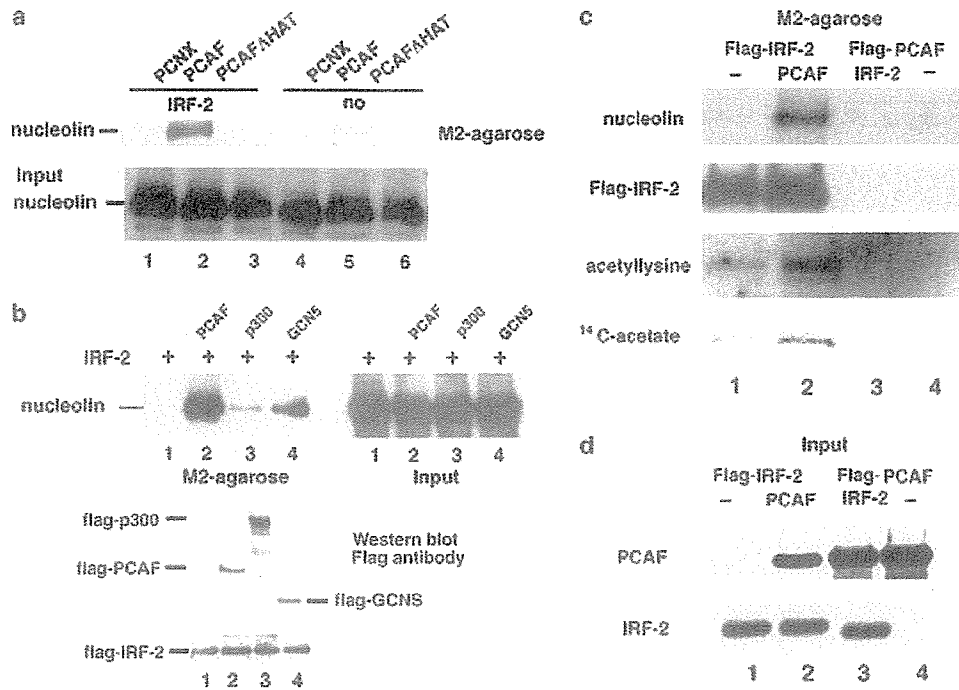 a
PCNX PCAF PCAFΔHAT PCNX PCAF PCAFΔHAT
IRF-2 no
nucleolin M2-agarose
Input
nucleolin
1 2 3 4 5 6
b
PCAF p300 GCN5 PCAF p300 GCN5
IRF-2 + + + + + + + +
nucleolin
1 2 3 4 1 2 3 4
M2-agarose Input
flag-p300
Western blot
Flag antibody
flag-PCAF
flag-GCNS
flag-IRF-2
1 2 3 4
c
M2-agarose
Flag-IRF-2 Flag-PCAF
– PCAF IRF-2 –
nucleolin
Flag-IRF-2
acetyllysine
14 C-acetate
1 2 3 4
d
Input
Flag-IRF-2 Flag-PCAF
– PCAF IRF-2 –
PCAF
IRF-2
1 2 3 4